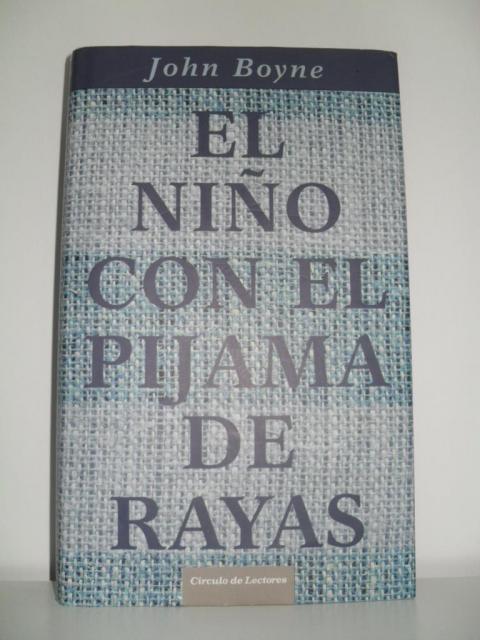 John Boyne
EL
NIÑO
CON EL
PIJAMA
DE
RAYAS
Círculo de Lectores